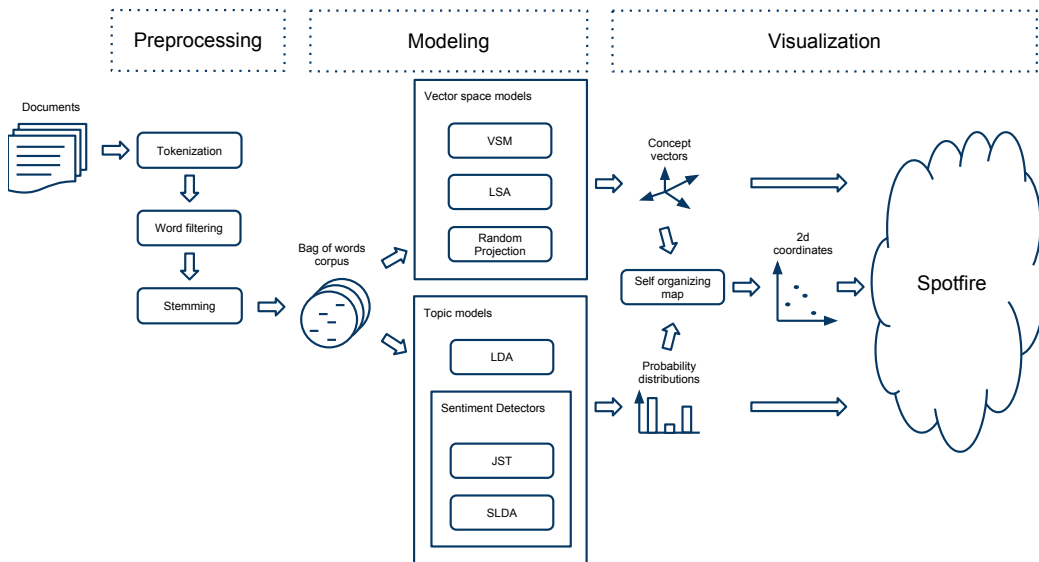 Preprocessing
Modeling
Visualization
Documents
Tokenization
Word filtering
Stemming
Bag of words
corpus
Vector space models
VSM
LSA
Random
Projection
Topic models
LDA
Sentiment Detectors
JST
SLDA
Concept
vectors
Self organizing
map
Probability
distributions
2d
coordinates
Spotfire